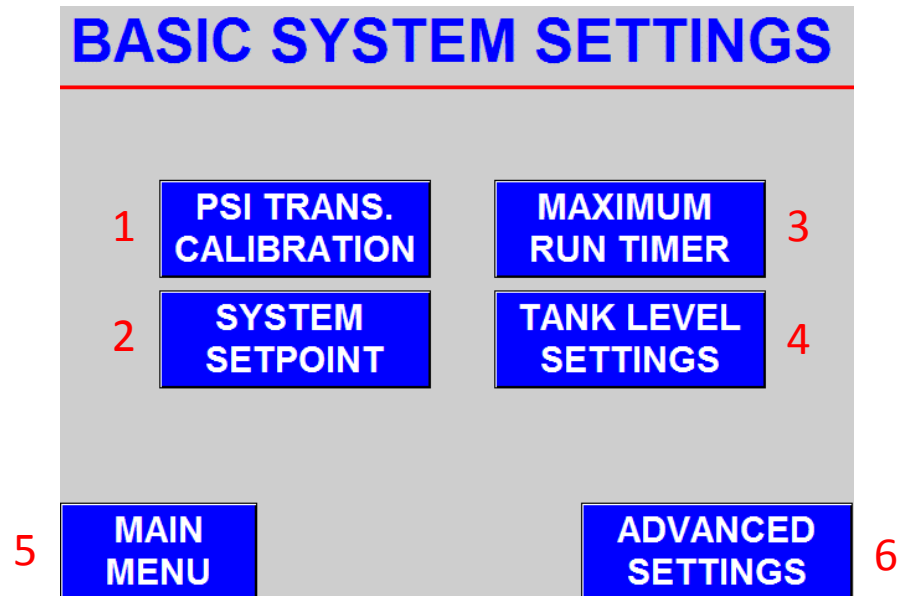 BASIC SYSTEM SETTINGS
1
PSI TRANS.
CALIBRATION
MAXIMUM
RUN TIMER
3
2
SYSTEM
SETPOINT
TANK LEVEL
SETTINGS
4
5
MAIN
MENU
ADVANCED
SETTINGS
6